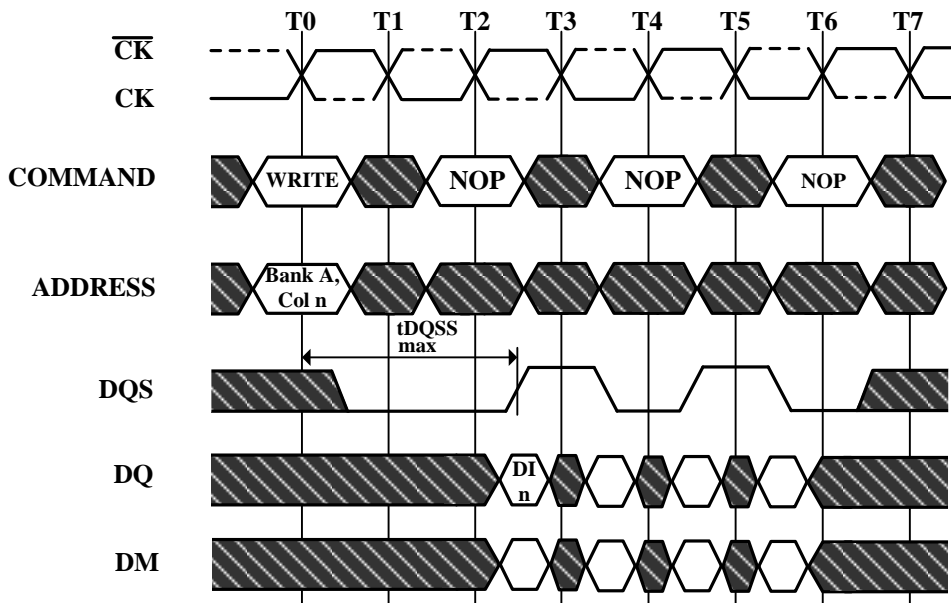 T0 T1 T2 T3 T4 T5 T6 T7
CK
CK
COMMAND WRITE NOP NOP NOP
ADDRESS Bank A,
Col n
tDQSS
max
DQS
DQ DI
n
DM